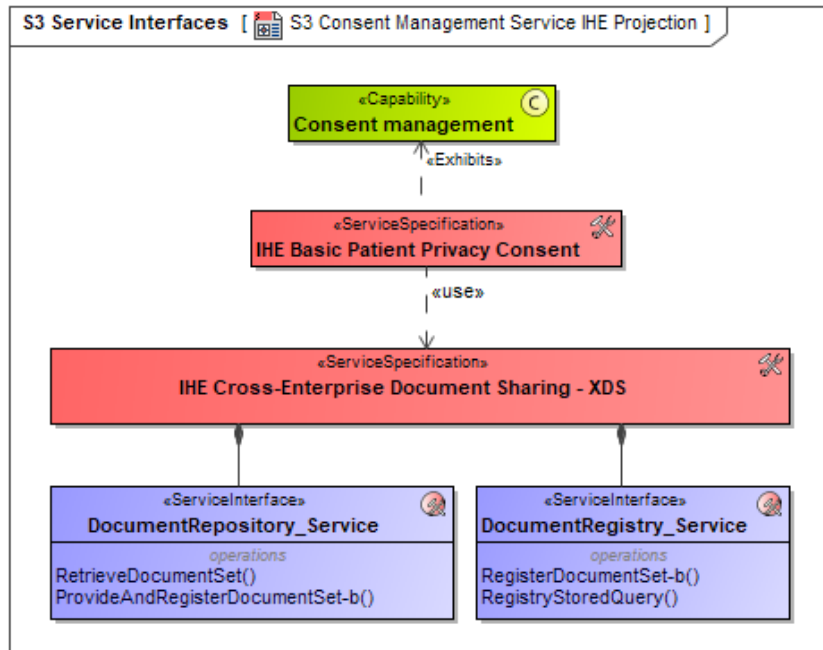 S3 Service Interfaces [ S3 Consent Management Service IHE Projection ]
«Capability»
C
Consent management
«Exhibits»
«ServiceSpecification»
IHE Basic Patient Privacy Consent
«use»
«ServiceSpecification»
IHE Cross-Enterprise Document Sharing - XDS
«ServiceInterface»
DocumentRepository_Service
operations
RetrieveDocumentSet()
ProvideAndRegisterDocumentSet-b()
«ServiceInterface»
DocumentRegistry_Service
operations
RegisterDocumentSet-b()
RegistryStoredQuery()